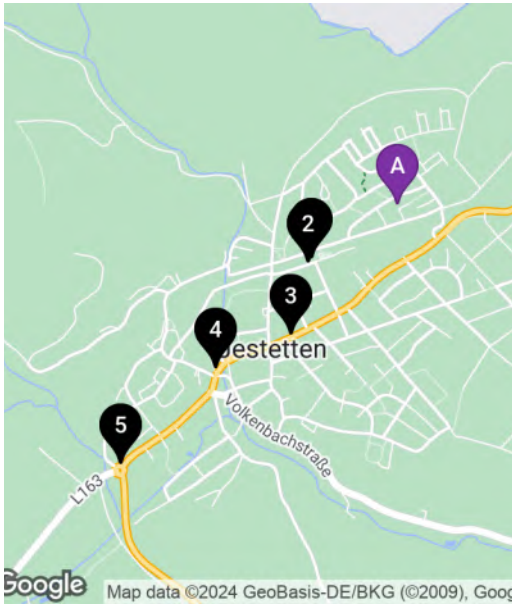 A
2
3
4
estetten
5
Volkenbachstraße
L163
Google
Map data ©2024 GeoBasis-DE/BKG (©2009), Goog